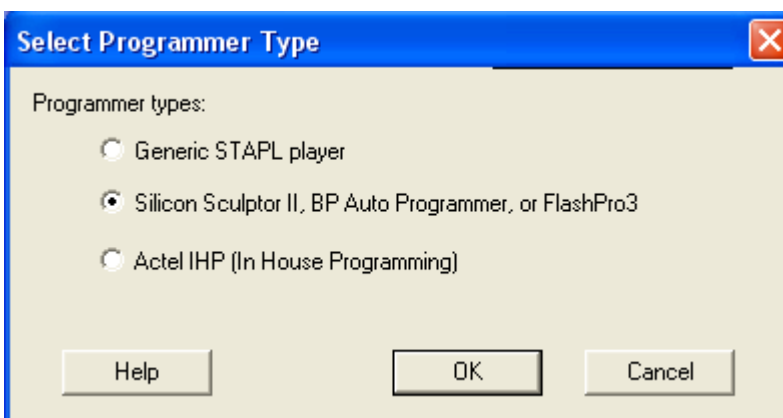 Select Programmer Type
Programmer types:
Generic STAPL player
Silicon Sculptor II, BP Auto Programmer, or FlashPro3
Actel IHP (In House Programming)
Help OK Cancel